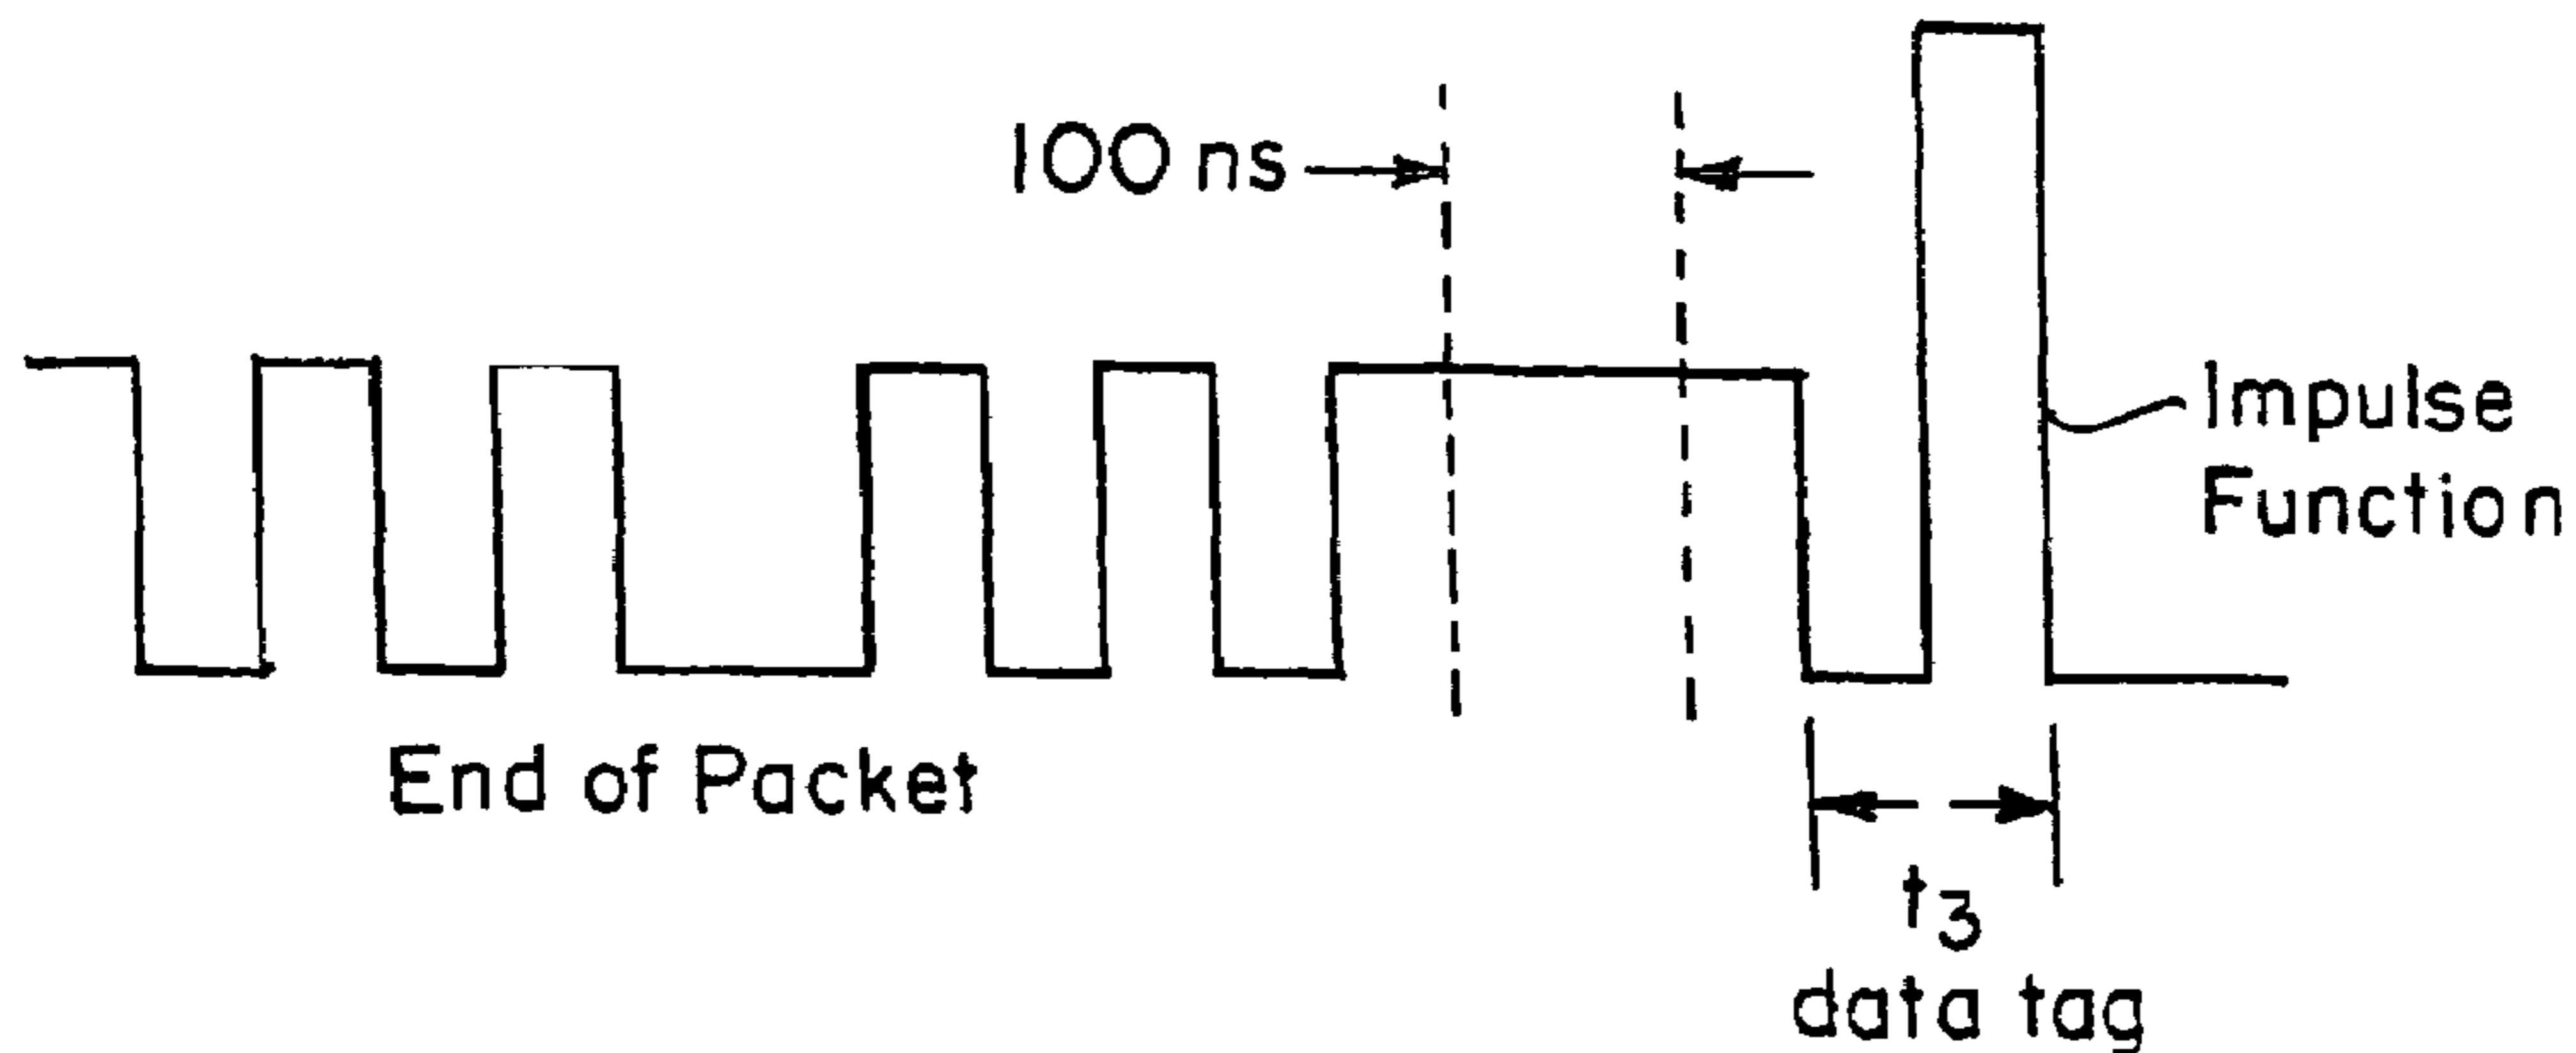 100 ns
Impulse
Function
End of Packet
t3
data tag